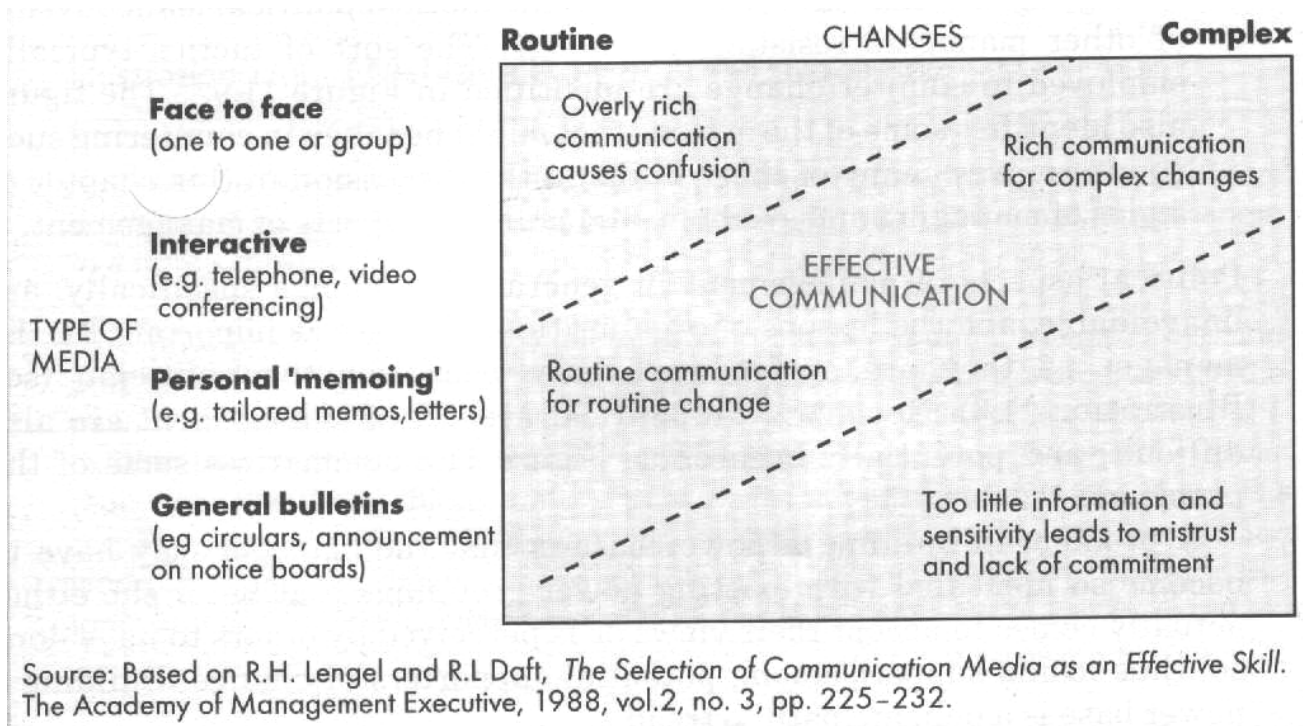 Routine CHANGES Complex
Face to face
(one to one or group)
Overly rich
communication
causes confusion
Rich communication
for complex changes
Interactive
(e.g. telephone, video
conferencing)
EFFECTIVE
COMMUNICATION
TYPE OF
MEDIA
Personal 'memoing'
(e.g. tailored memos,letters)
Routine communication
for routine change
General bulletins
(eg circulars, announcement
on notice boards)
Too little information and
sensitivity leads to mistrust
and lack of commitment
Source: Based on R.H. Lengel and R.L Daft, The Selection of Communication Media as an Effective Skill.
The Academy of Management Executive, 1988, vol.2, no. 3, pp. 225–232.